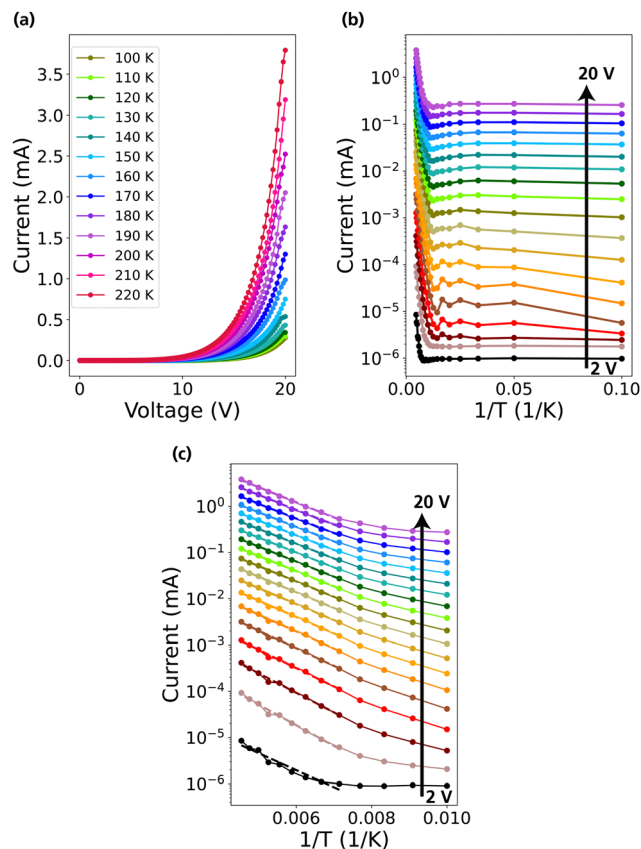 (a)
100 K
110 K
120 K
130 K
140 K
150 K
160 K
170 K
180 K
190 K
200 K
210 K
220 K
3.5
3.0
2.5
2.0
1.5
1.0
0.5
0.0
Current (mA)
0 10 20
Voltage (V)
(b)
20 V
2 V
10⁰
10⁻¹
10⁻²
10⁻³
10⁻⁴
10⁻⁵
10⁻⁶
Current (mA)
0.00 0.05 0.10
1/T (1/K)
(c)
20 V
2 V
10⁰
10⁻¹
10⁻²
10⁻³
10⁻⁴
10⁻⁵
10⁻⁶
Current (mA)
0.006 0.008 0.010
1/T (1/K)